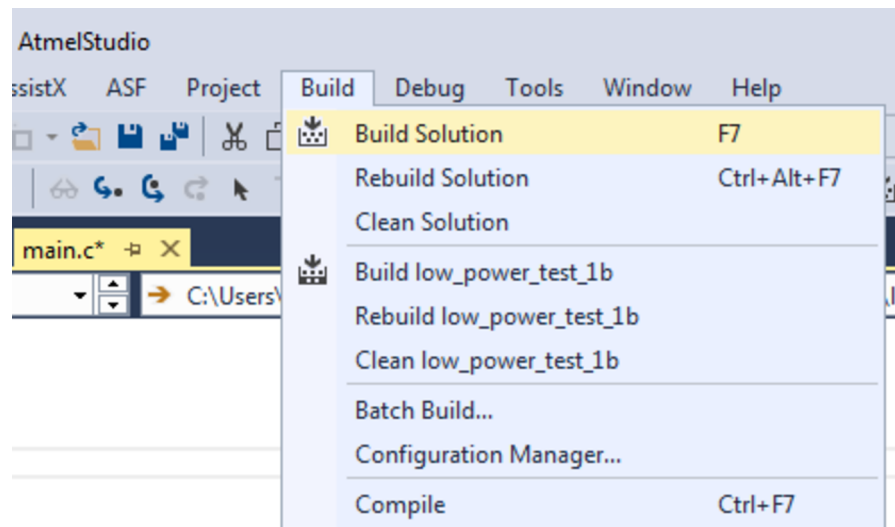 AtmelStudio
ssistX ASF Project Build Debug Tools Window Help
Build Solution F7
Rebuild Solution Ctrl+Alt+F7
Clean Solution
main.c*
Build low_power_test_1b
C:\Users\
Rebuild low_power_test_1b
Clean low_power_test_1b
Batch Build...
Configuration Manager...
Compile Ctrl+F7